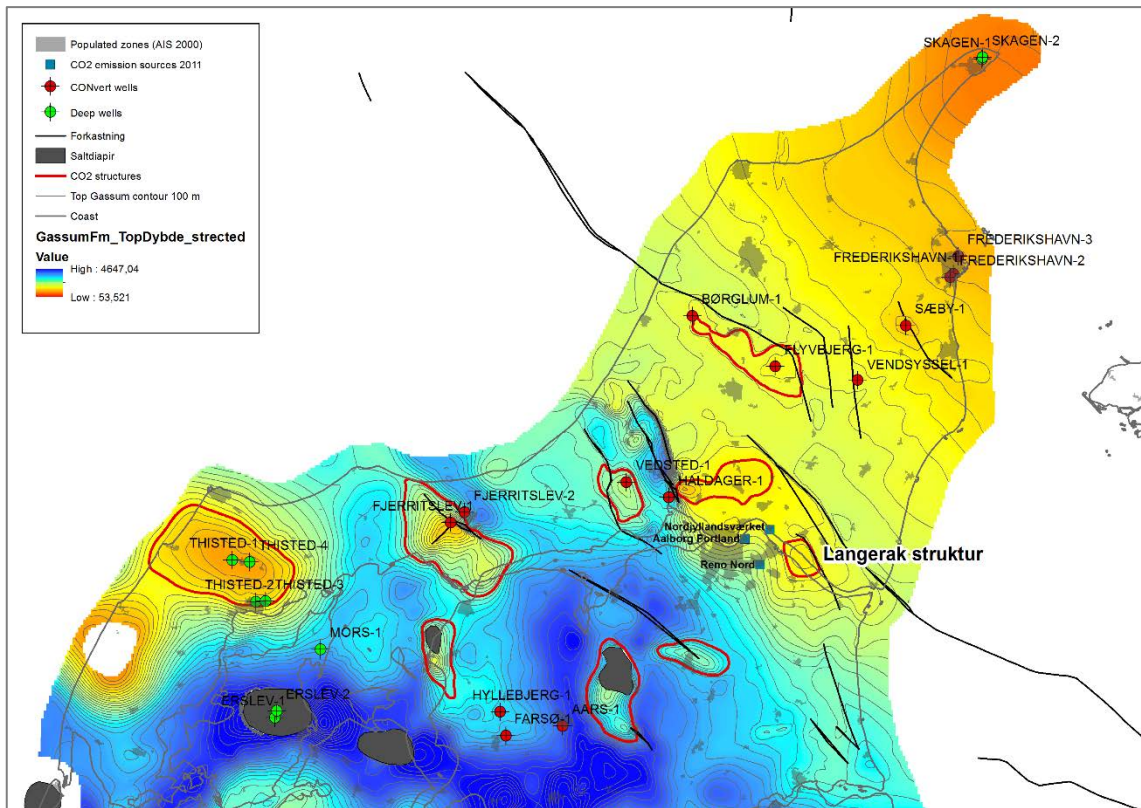 Populated zones (AIS 2000)
CO2 emission sources 2011
CONvert wells
Deep wells
Forkastning
Saltdiapir
CO2 structures
Top Gassum contour 100 m
Coast
GassumFm_TopDybde_strected
Value
High : 4647,04
Low : 53,521
SKAGEN-1 SKAGEN-2
FREDERIKSHAVN-3
FREDERIKSHAVN-1 FREDERIKSHAVN-2
BØRGLUM-1
SÆBY-1
FLYVBJERG-1
VENDSYSSEL-1
VEDSTED-1
HALDAGER-1
FJERRITSLEV-2
FJERRITSLEV-1
Nordjyllandsværket
Aalborg Portland
Langerak struktur
Reno Nord
THISTED-1 THISTED-4
THISTED-2 THISTED-3
MORS-1
ERSLEV-1 ERSLEV-2
HYLLEBJERG-1
FARSØ-1
AARS-1